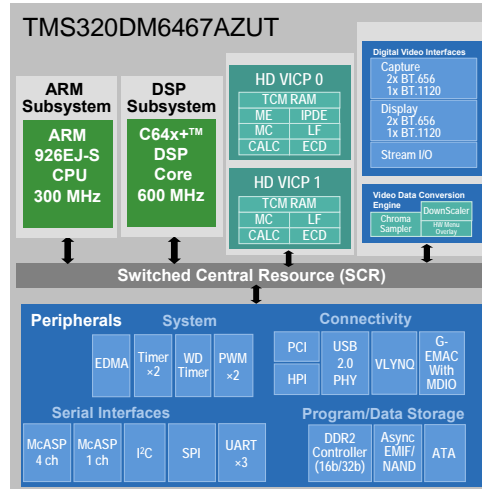 TMS320DM6467AZUT
ARM
Subsystem
ARM
926EJ-S
CPU
300 MHz
DSP
Subsystem
C64x+™
DSP
Core
600 MHz
HD VICP 0
TCM RAM
ME IPDE
MC LF
CALC ECD
HD VICP 1
TCM RAM
MC LF
CALC ECD
Digital Video Interfaces
Capture
2x BT.656
1x BT.1120
Display
2x BT.656
1x BT.1120
Stream I/O
Video Data Conversion
Engine
Chroma
Sampler
DownScaler
HW Menu
Overlay
Switched Central Resource (SCR)
Peripherals
System
EDMA
Timer
×2
WD
Timer
PWM
×2
Connectivity
PCI
HPI
USB
2.0
PHY
VLYNQ
G-
EMAC
With
MDIO
Serial Interfaces
McASP
4 ch
McASP
1 ch
I²C
SPI
UART
×3
Program/Data Storage
DDR2
Controller
(16b/32b)
Async
EMIF/
NAND
ATA